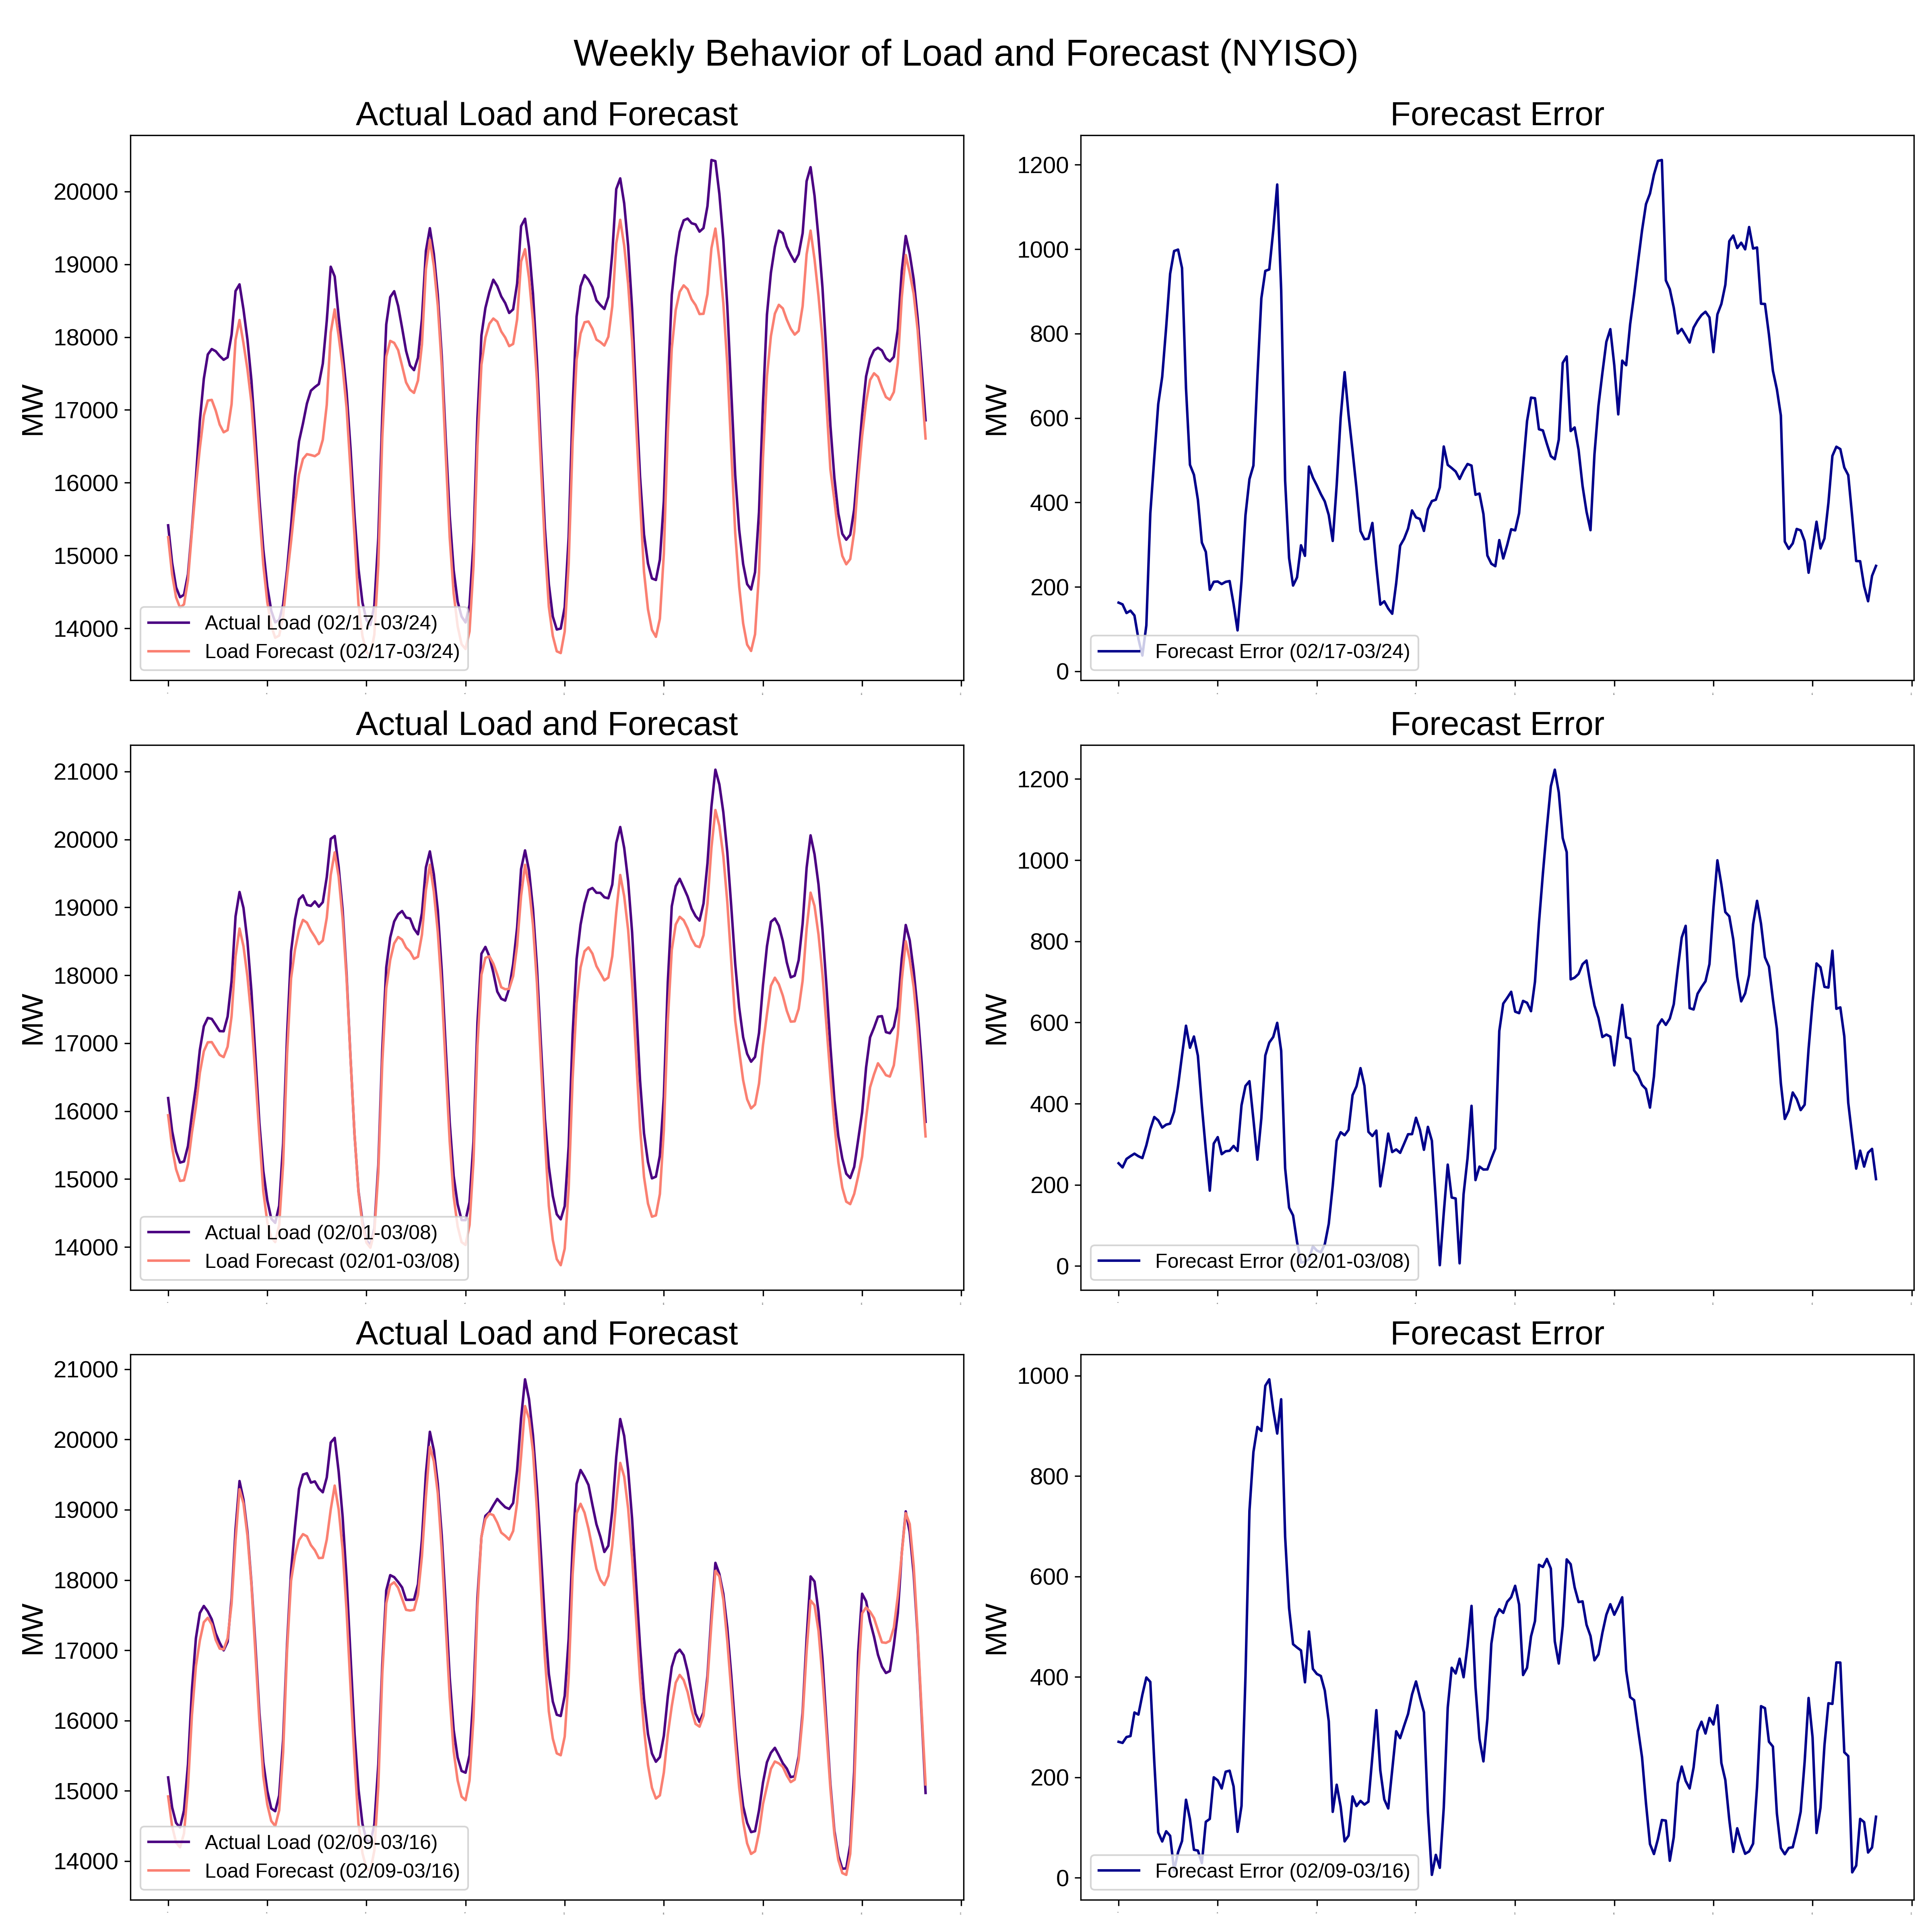 Weekly Behavior of Load and Forecast (NYISO)
Actual Load and Forecast
MW
20000
19000
18000
17000
16000
15000
14000
Actual Load (02/17-03/24)
Load Forecast (02/17-03/24)
Forecast Error
MW
1200
1000
800
600
400
200
0
Forecast Error (02/17-03/24)
Actual Load and Forecast
MW
21000
20000
19000
18000
17000
16000
15000
14000
Actual Load (02/01-03/08)
Load Forecast (02/01-03/08)
Forecast Error
MW
1200
1000
800
600
400
200
0
Forecast Error (02/01-03/08)
Actual Load and Forecast
MW
21000
20000
19000
18000
17000
16000
15000
14000
Actual Load (02/09-03/16)
Load Forecast (02/09-03/16)
Forecast Error
MW
1000
800
600
400
200
0
Forecast Error (02/09-03/16)